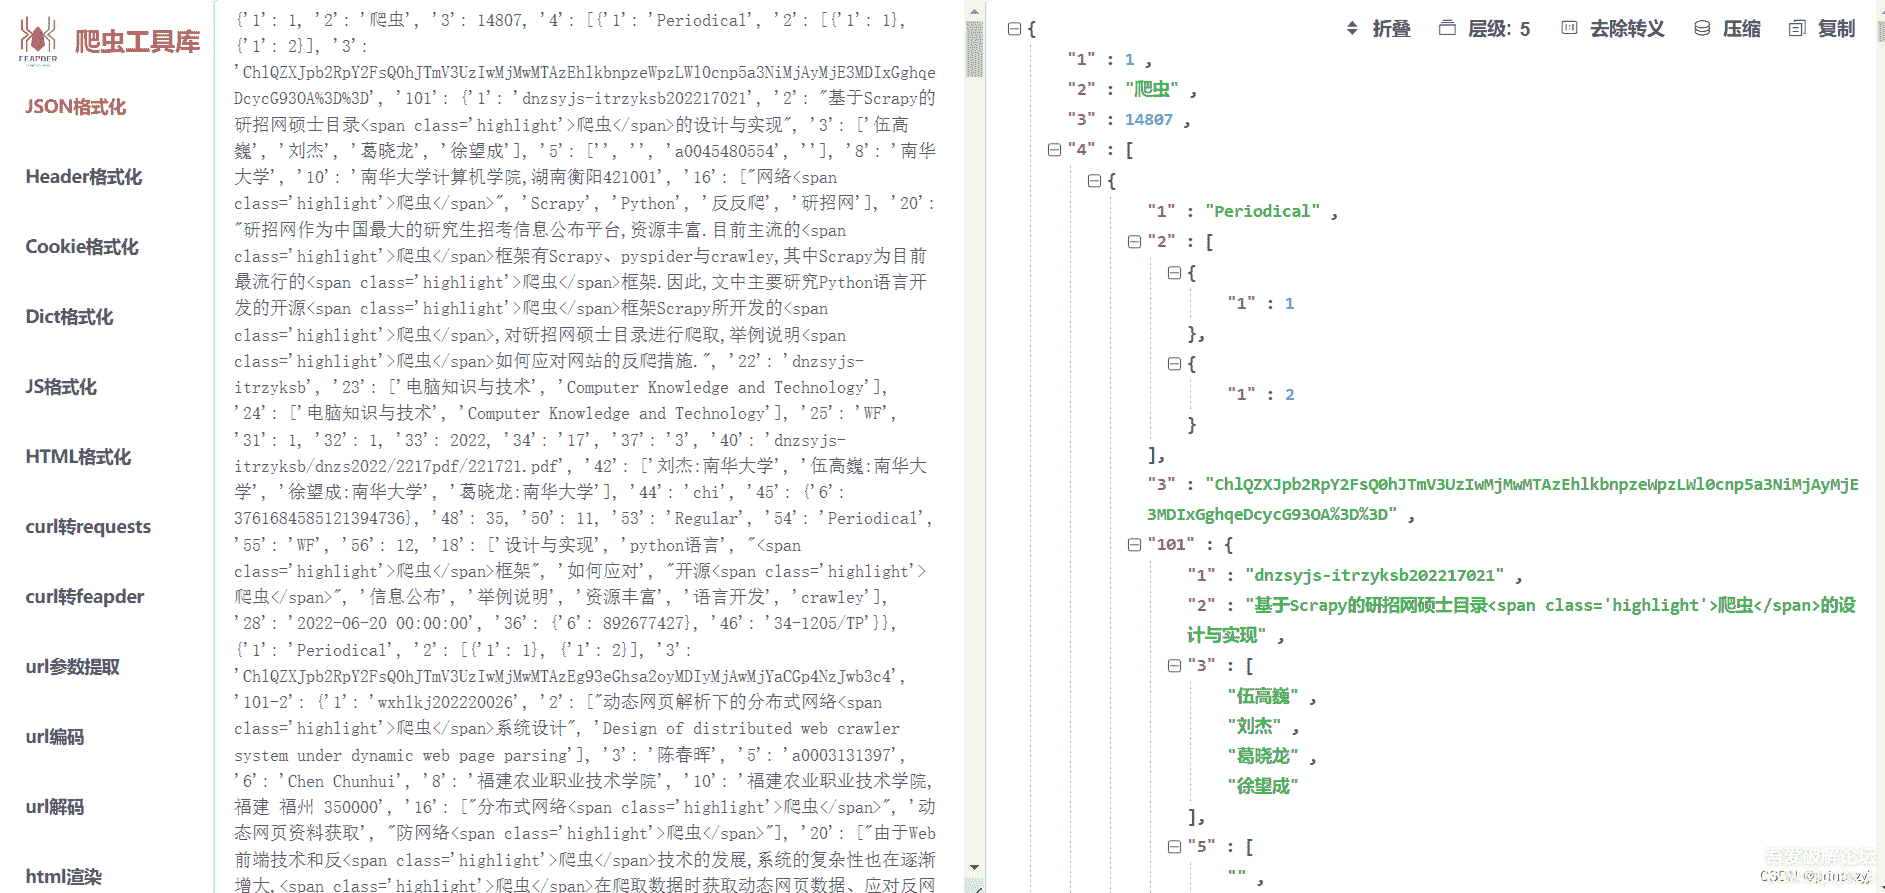 爬虫工具库
FEAPDER
JSON格式化
Header格式化
Cookie格式化
Dict格式化
JS格式化
HTML格式化
curl转requests
curl转feapder
url参数提取
url编码
url解码
html渲染
{'1': 1, '2': '爬虫', '3': 14807, '4': [{'1': 'Periodical', '2': [{'1': 1},
{'1': 2}], '3':
'ChlQZXJpb2RpY2FsQ0hJTmV3UzIwMjMwMTAzEhlkbnpzeWpzLWl0cnp5a3NiMjAyMjE3MDIxGghqe
DcycG93OA%3D%3D', '101': {'1': 'dnzsyjs-itrzyksb202217021', '2': "基于Scrapy的
研招网硕士目录<span class='highlight'>爬虫</span>的设计与实现", '3': ['伍高
巍', '刘杰', '葛晓龙', '徐望成'], '5': ['', '', 'a0045480554', ''], '8': '南华
大学', '10': '南华大学计算机学院,湖南衡阳421001', '16': ["网络<span
class='highlight'>爬虫</span>", 'Scrapy', 'Python', '反反爬', '研招网'], '20':
"研招网作为中国最大的研究生招考信息公布平台,资源丰富.目前主流的<span
class='highlight'>爬虫</span>框架有Scrapy、pyspider与crawley,其中Scrapy为目前
最流行的<span class='highlight'>爬虫</span>框架.因此,文中主要研究Python语言开
发的开源<span class='highlight'>爬虫</span>框架Scrapy所开发的<span
class='highlight'>爬虫</span>,对研招网硕士目录进行爬取,举例说明<span
class='highlight'>爬虫</span>如何应对网站的反爬措施.", '22': 'dnzsyjs-
itrzyksb', '23': ['电脑知识与技术', 'Computer Knowledge and Technology'],
'24': ['电脑知识与技术', 'Computer Knowledge and Technology'], '25': 'WF',
'31': 1, '32': 1, '33': 2022, '34': '17', '37': '3', '40': 'dnzsyjs-
itrzyksb/dnzs2022/2217pdf/221721.pdf', '42': ['刘杰:南华大学', '伍高巍:南华大
学', '徐望成:南华大学', '葛晓龙:南华大学'], '44': 'chi', '45': {'6':
3761684585121394736}, '48': 35, '50': 11, '53': 'Regular', '54': 'Periodical',
'55': 'WF', '56': 12, '18': ['设计与实现', 'python语言', "<span
class='highlight'>爬虫</span>框架", '如何应对', "开源<span class='highlight'>
爬虫</span>", '信息公布', '举例说明', '资源丰富', '语言开发', 'crawley'],
'28': '2022-06-20 00:00:00', '36': {'6': 892677427}, '46': '34-1205/TP'}},
{'1': 'Periodical', '2': [{'1': 1}, {'1': 2}], '3':
'ChlQZXJpb2RpY2FsQ0hJTmV3UzIwMjMwMTAzEg93eGhsa2oyMDIyMjAwMjYaCGp4NzJwb3c4',
'101-2': {'1': 'wxhlkj202220026', '2': ["动态网页解析下的分布式网络<span
class='highlight'>爬虫</span>系统设计", 'Design of distributed web crawler
system under dynamic web page parsing'], '3': '陈春晖', '5': 'a0003131397',
'6': 'Chen Chunhui', '8': '福建农业职业技术学院', '10': '福建农业职业技术学院,
福建 福州 350000', '16': ["分布式网络<span class='highlight'>爬虫</span>", '动
态网页资料获取', "防网络<span class='highlight'>爬虫</span>"], '20': ["由于Web
前端技术和反<span class='highlight'>爬虫</span>技术的发展,系统的复杂性也在逐渐
增大,<span class='highlight'>爬虫</span>在爬取数据时获取动态网页数据、应对反网
折叠 层级: 5 去除转义 压缩 复制
{
"1" : 1 ,
"2" : "爬虫" ,
"3" : 14807 ,
"4" : [
{
"1" : "Periodical" ,
"2" : [
{
"1" : 1
},
{
"1" : 2
}
],
"3" : "ChlQZXJpb2RpY2FsQ0hJTmV3UzIwMjMwMTAzEhlkbnpzeWpzLWl0cnp5a3NiMjAyMjE
3MDIxGghqeDcycG93OA%3D%3D" ,
"101" : {
"1" : "dnzsyjs-itrzyksb202217021" ,
"2" : "基于Scrapy的研招网硕士目录<span class='highlight'>爬虫</span>的设
计与实现" ,
"3" : [
"伍高巍" ,
"刘杰" ,
"葛晓龙" ,
"徐望成"
],
"5" : [
"" ,
吾爱破解论坛
CSDN @princezyj